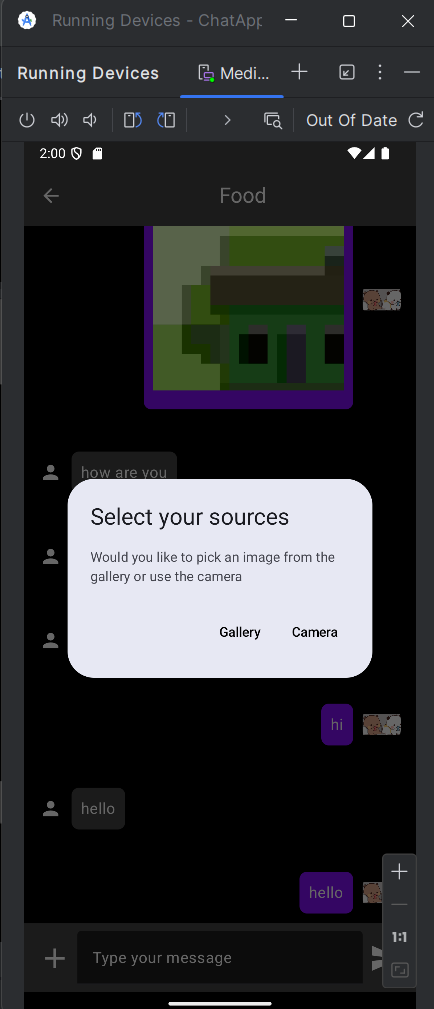 Running Devices - ChatApp
Running Devices
Medi...
Out Of Date
2:00
Food
how are you
Select your sources
Would you like to pick an image from the
gallery or use the camera
Gallery
Camera
hi
hello
hello
1:1
Type your message